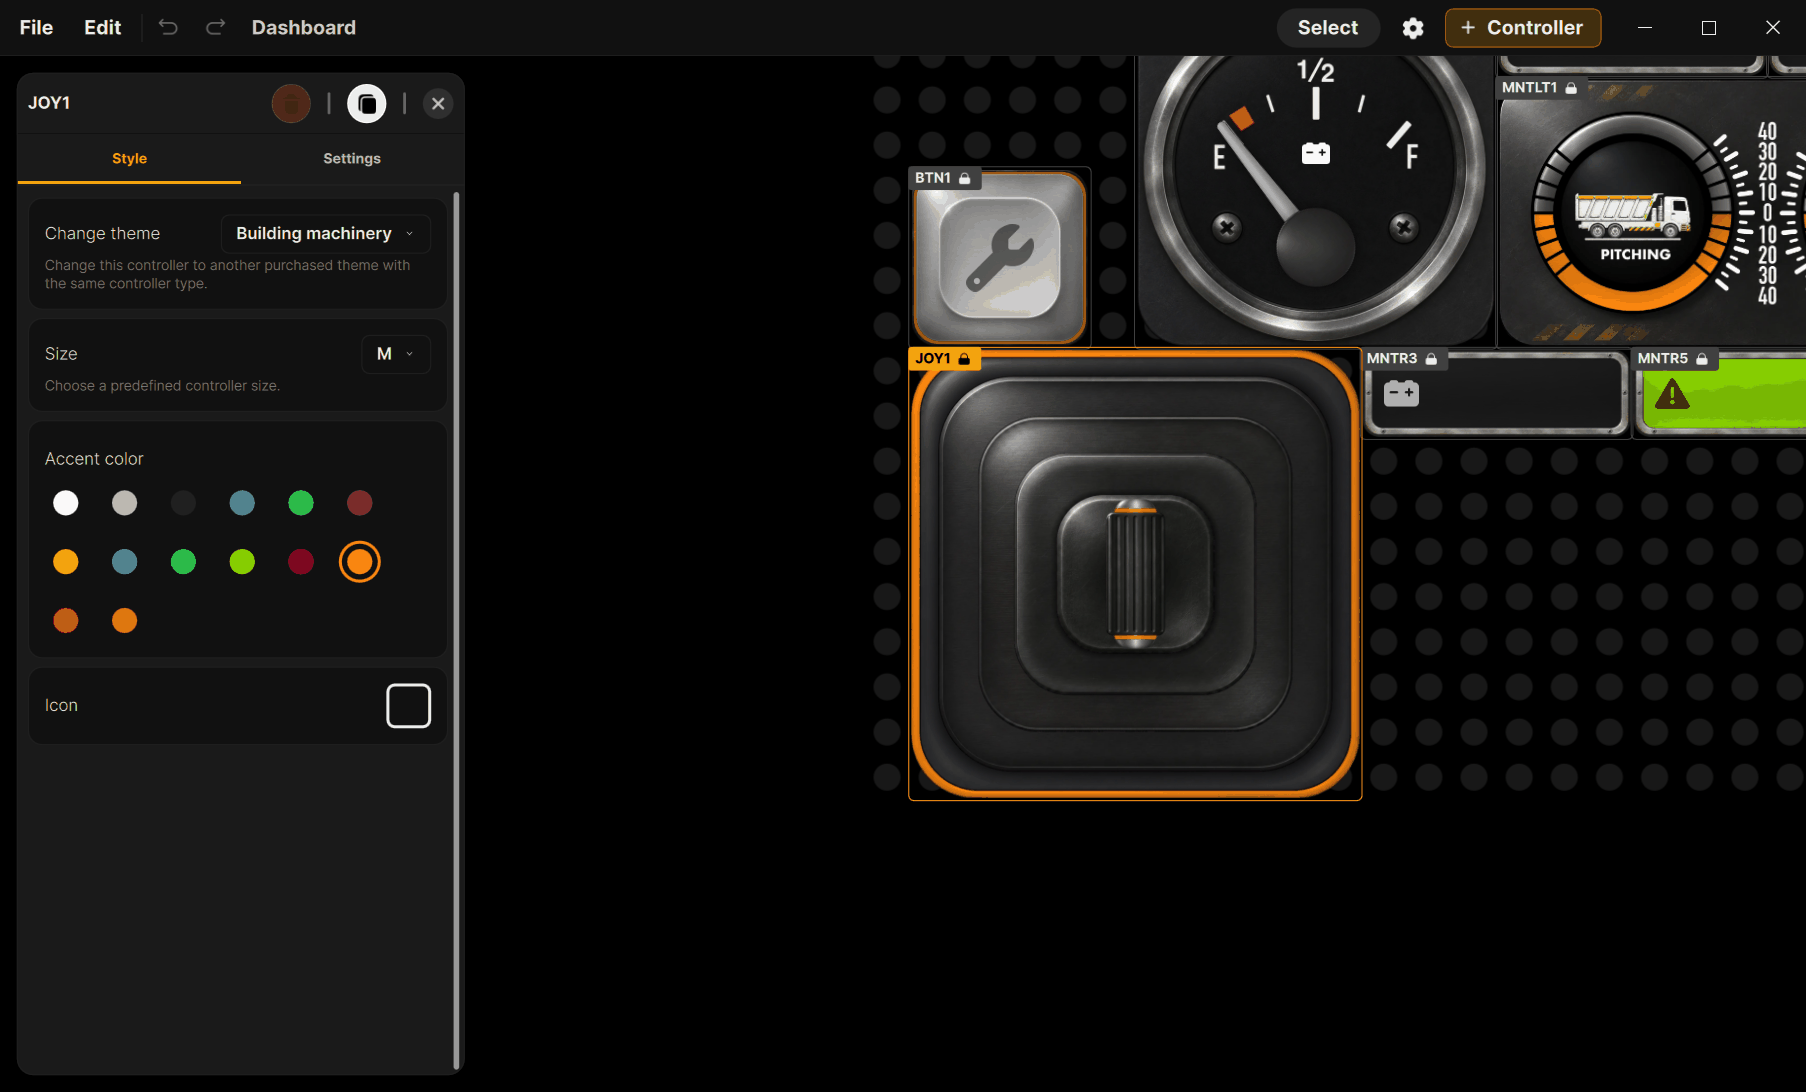 File Edit Dashboard Select + Controller
JOY1
Style Settings
Change theme Building machinery
Change this controller to another purchased theme with
the same controller type.
Size M
Choose a predefined controller size.
Accent color
Icon
1/2
E F
BTN1
MNTLT1
40
30
20
10
0
10
20
30
40
PITCHING
JOY1
MNTR3
MNTR5